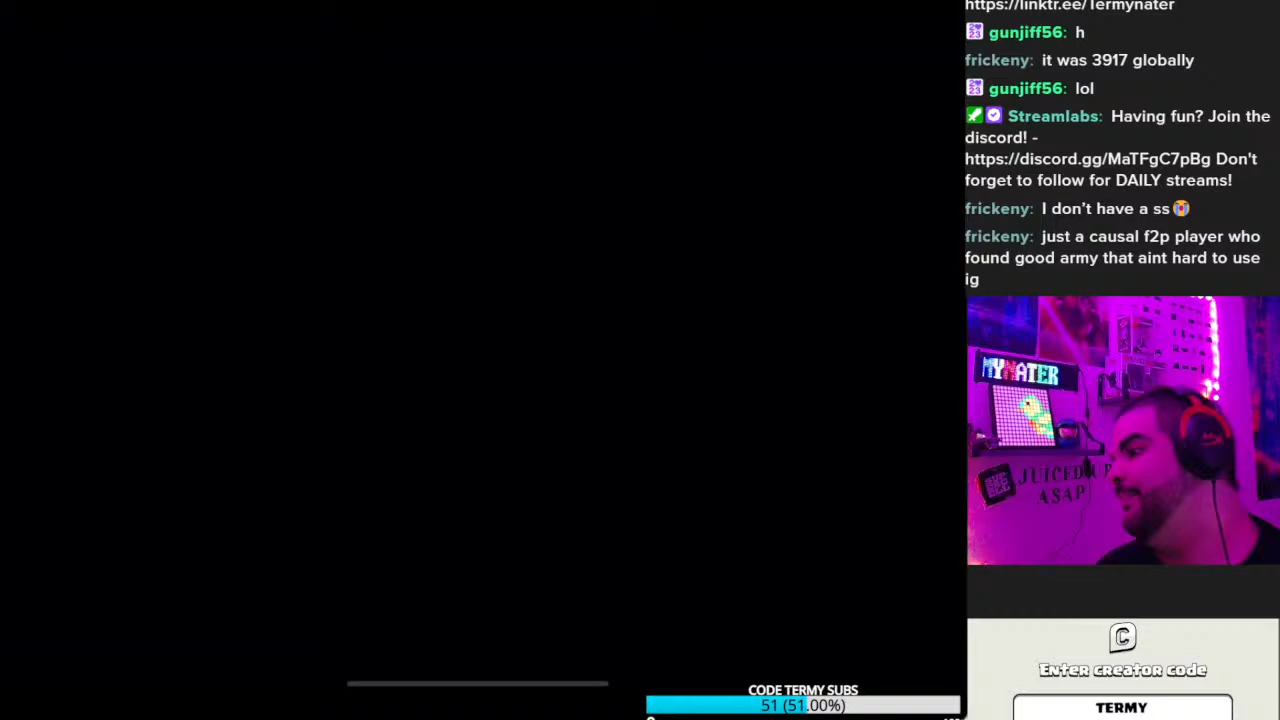 https://linktr.ee/Termynater
gunjiff56: h
frickeny: it was 3917 globally
gunjiff56: lol
Streamlabs: Having fun? Join the
discord! -
https://discord.gg/MaTFgC7pBg Don't
forget to follow for DAILY streams!
frickeny: I don’t have a ss😭
frickeny: just a causal f2p player who
found good army that aint hard to use
ig
MYNATER
JUICED UP
ASAP
C
Enter creator code
TERMY
CODE TERMY SUBS
51 (51.00%)